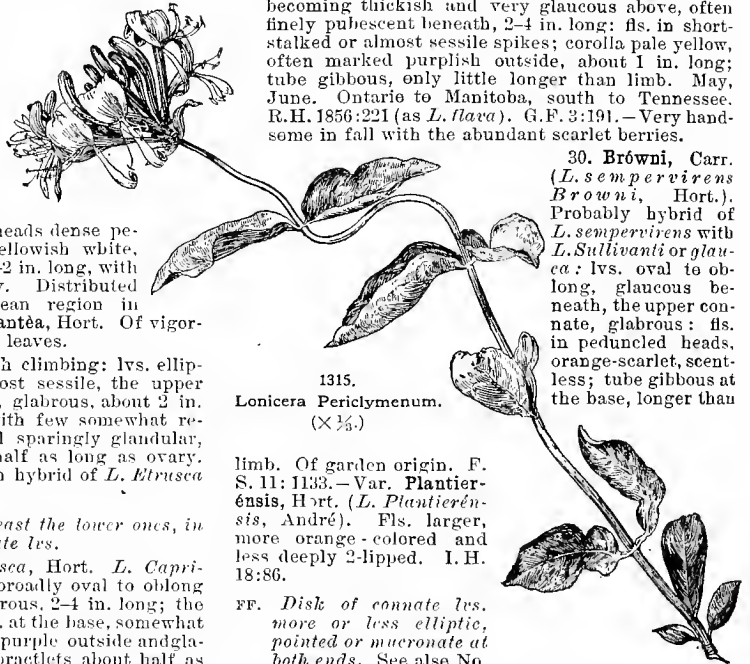 becoming thickish and very glaucous above, often
finely pubescent beneath, 2–4 in. long: fls. in short-
stalked or almost sessile spikes; corolla pale yellow,
often marked purplish outside, about 1 in. long;
tube gibbous, only little longer than limb. May,
June. Ontario to Manitoba, south to Tennessee.
R.H. 1856:221 (as L. flava). G.F. 3:191.—Very hand-
some in fall with the abundant scarlet berries.
30. Brówni, Carr.
(L. sempervirens
Browni, Hort.).
Probably hybrid of
L. sempervirens with
L. Sullivanti or glau-
ca: lvs. oval to ob-
long, glaucous be-
neath, the upper con-
nate, glabrous: fls.
in peduncled heads,
orange-scarlet, scent-
less; tube gibbous at
the base, longer than
1315.
Lonicera Periclymenum.
(× ⅓.)
limb. Of garden origin. F.
S. 11:1133.—Var. Plantier-
énsis, Hort. (L. Plantierén-
sis, André). Fls. larger,
more orange-colored and
less deeply 2-lipped. I.H.
18:86.
FF. Disk of connate lvs.
more or less elliptic,
pointed or mucronate at
both ends. See also No.
heads dense pe-
ellowish white,
-2 in. long, with
Distributed
ean region in
antèa, Hort. Of vigor-
leaves.
h climbing: lvs. ellip-
ost sessile, the upper
, glabrous, about 2 in.
ith few somewhat re-
l sparingly glandular,
half as long as ovary.
hybrid of L. Etrusca
east the lower ones, in
te lvs.
sca, Hort. L. Capri-
broadly oval to oblong
rous, 2–4 in. long; the
, at the base, somewhat
purple outside and gla-
bractlets about half as